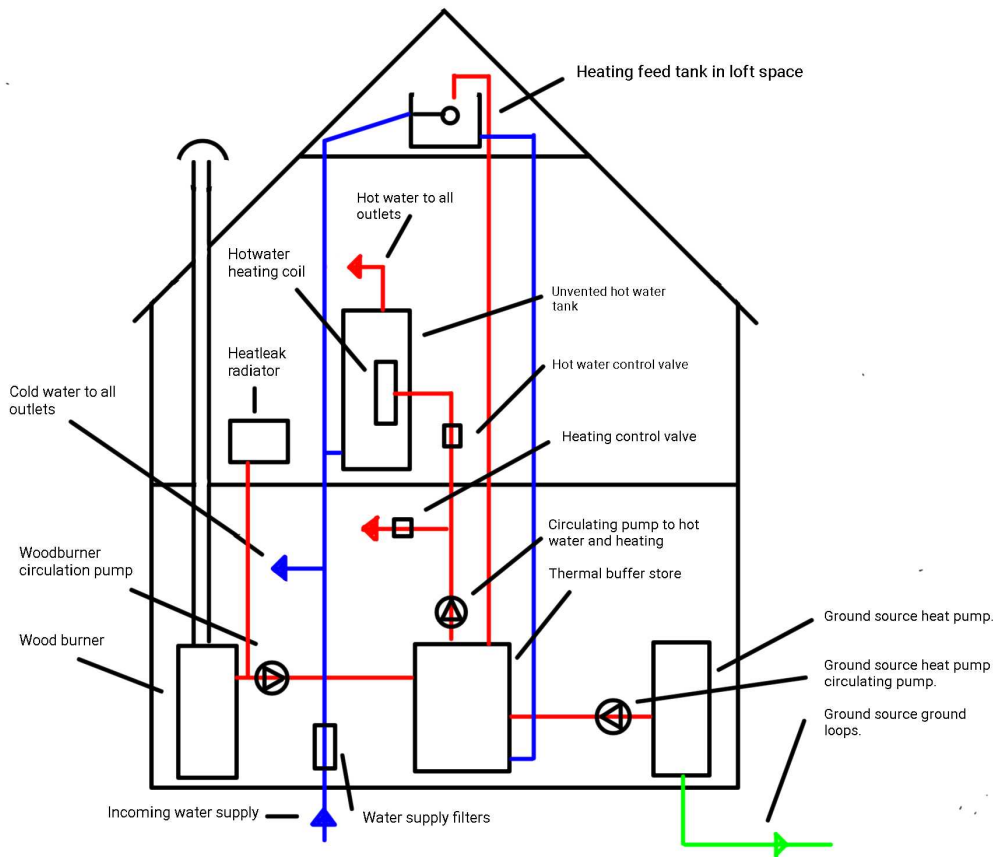 Heating feed tank in loft space
Hot water to all
outlets
Hotwater
heating coil
Unvented hot water
tank
Heatleak
radiator
Hot water control valve
Cold water to all
outlets
Heating control valve
Circulating pump to hot
water and heating
Woodburner
circulation pump
Thermal buffer store
Wood burner
Ground source heat pump.
Ground source heat pump
circulating pump.
Ground source ground
loops.
Incoming water supply
Water supply filters